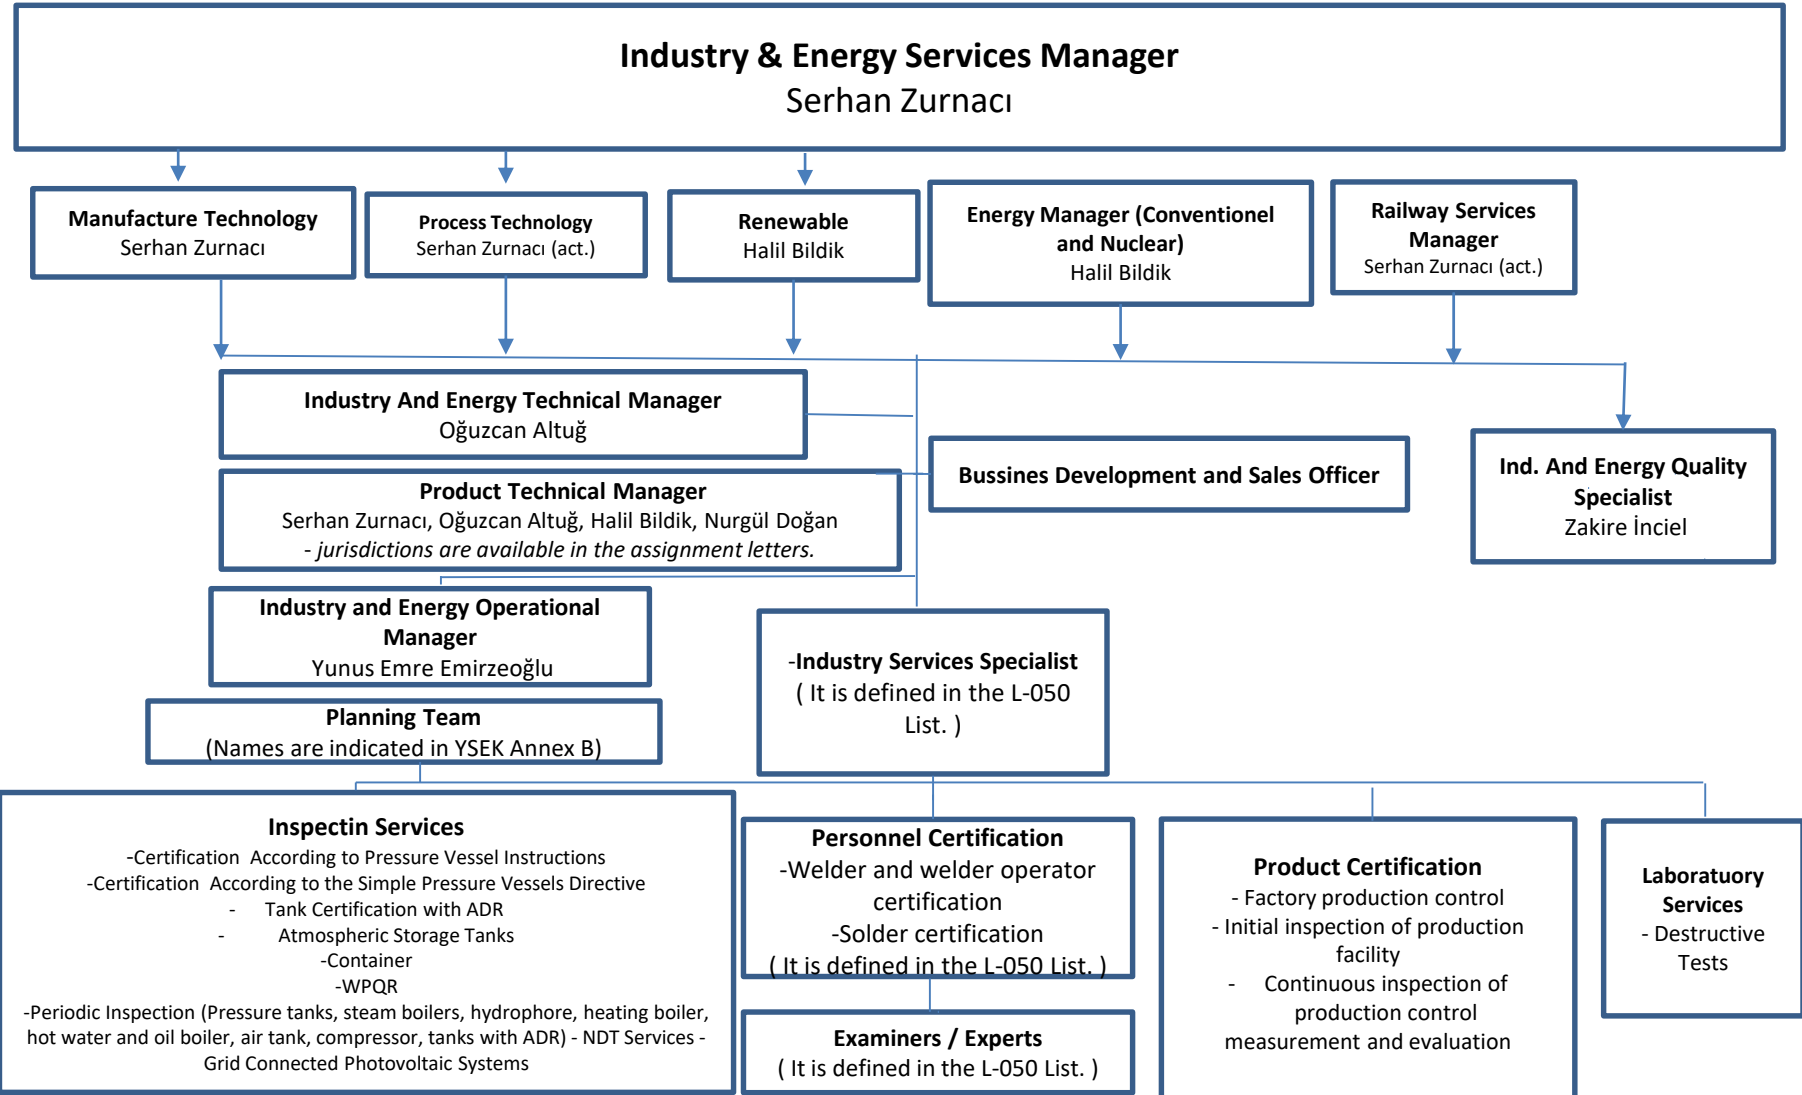 Industry & Energy Services Manager
Serhan Zurnacı
Manufacture Technology
Serhan Zurnacı
Process Technology
Serhan Zurnacı (act.)
Renewable
Halil Bildik
Energy Manager (Conventionel
and Nuclear)
Halil Bildik
Railway Services
Manager
Serhan Zurnacı (act.)
Industry And Energy Technical Manager
Oğuzcan Altuğ
Bussines Development and Sales Officer
Ind. And Energy Quality
Specialist
Zakire İnciel
Product Technical Manager
Serhan Zurnacı, Oğuzcan Altuğ, Halil Bildik, Nurgül Doğan
- jurisdictions are available in the assignment letters.
Industry and Energy Operational
Manager
Yunus Emre Emirzeoğlu
-Industry Services Specialist
( It is defined in the L-050
List. )
Planning Team
(Names are indicated in YSEK Annex B)
Inspectin Services
-Certification According to Pressure Vessel Instructions
-Certification According to the Simple Pressure Vessels Directive
- Tank Certification with ADR
- Atmospheric Storage Tanks
-Container
-WPQR
-Periodic Inspection (Pressure tanks, steam boilers, hydrophore, heating boiler,
hot water and oil boiler, air tank, compressor, tanks with ADR) - NDT Services -
Grid Connected Photovoltaic Systems
Personnel Certification
-Welder and welder operator
certification
-Solder certification
( It is defined in the L-050 List. )
Examiners / Experts
( It is defined in the L-050 List. )
Product Certification
- Factory production control
- Initial inspection of production
facility
- Continuous inspection of
production control
measurement and evaluation
Laboratuory
Services
- Destructive
Tests